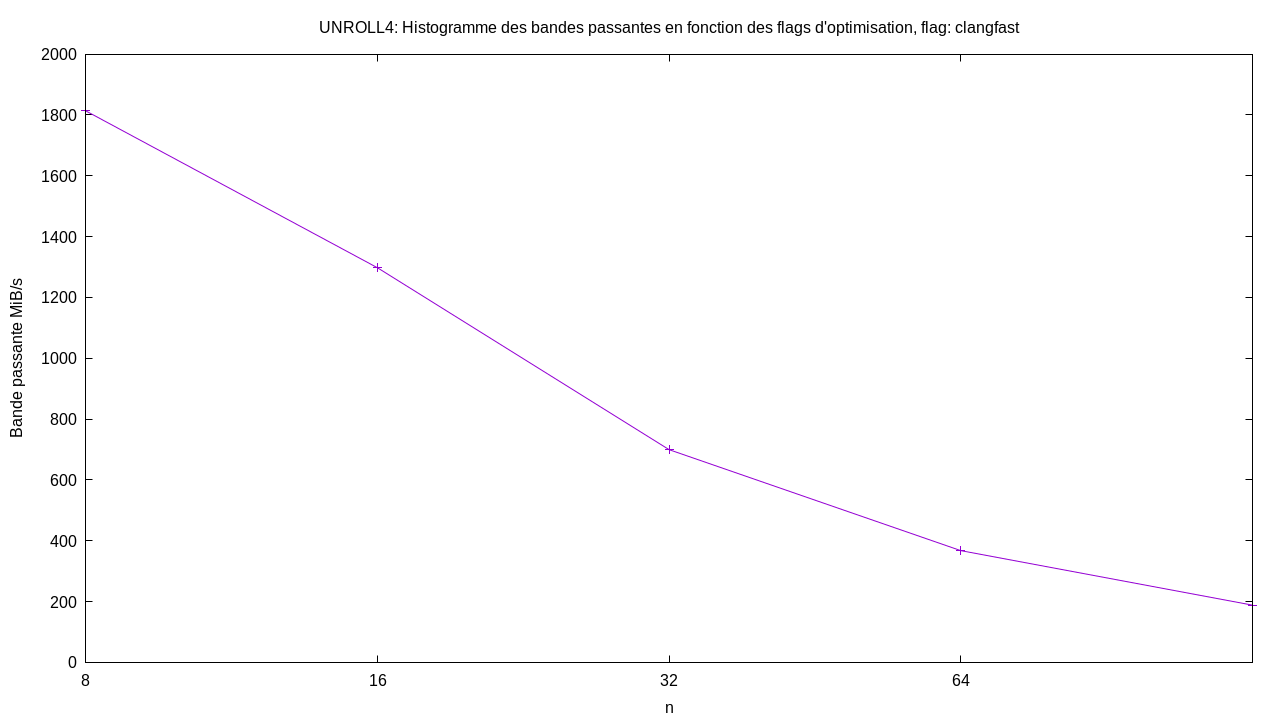 UNROLL4: Histogramme des bandes passantes en fonction des flags d'optimisation, flag: clangfast
2000
1800
1600
1400
1200
1000
800
600
400
200
0
Bande passante MiB/s
8 16 32 64
n